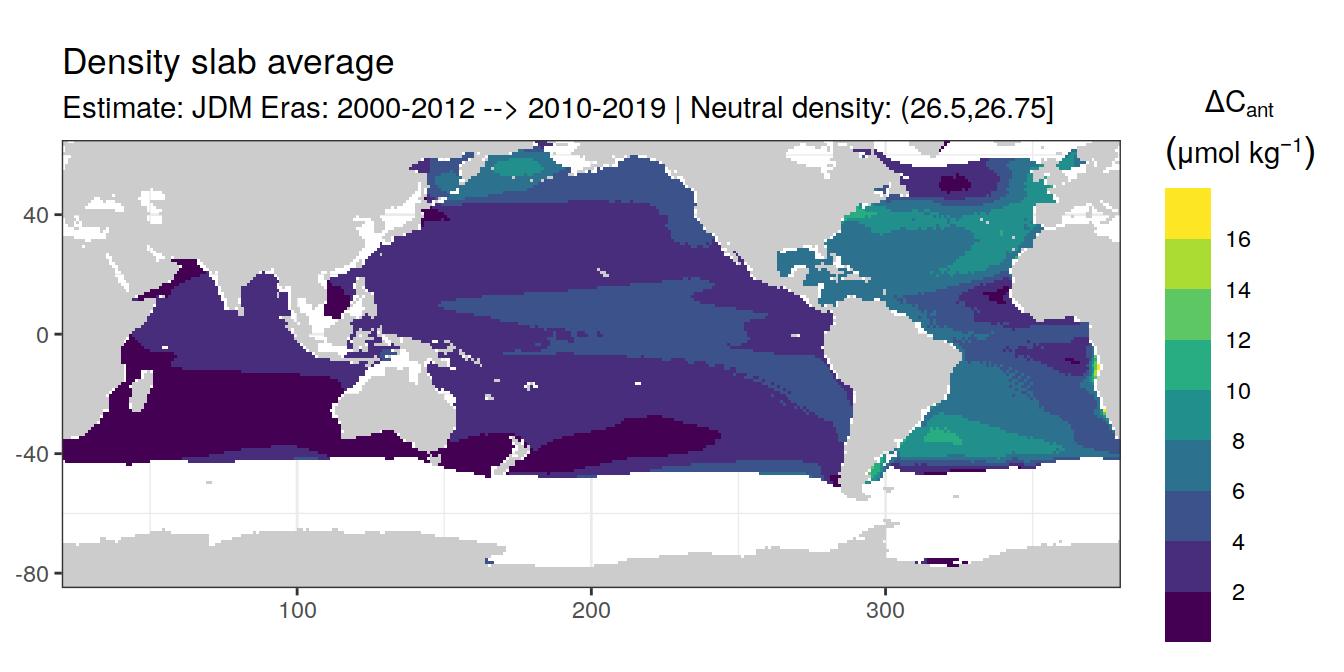 Density slab average
Estimate: JDM Eras: 2000-2012 --> 2010-2019 | Neutral density: (26.5,26.75]
ΔCant
(μmol kg⁻¹)
16
14
12
10
8
6
4
2
40
0
-40
-80
100 200 300